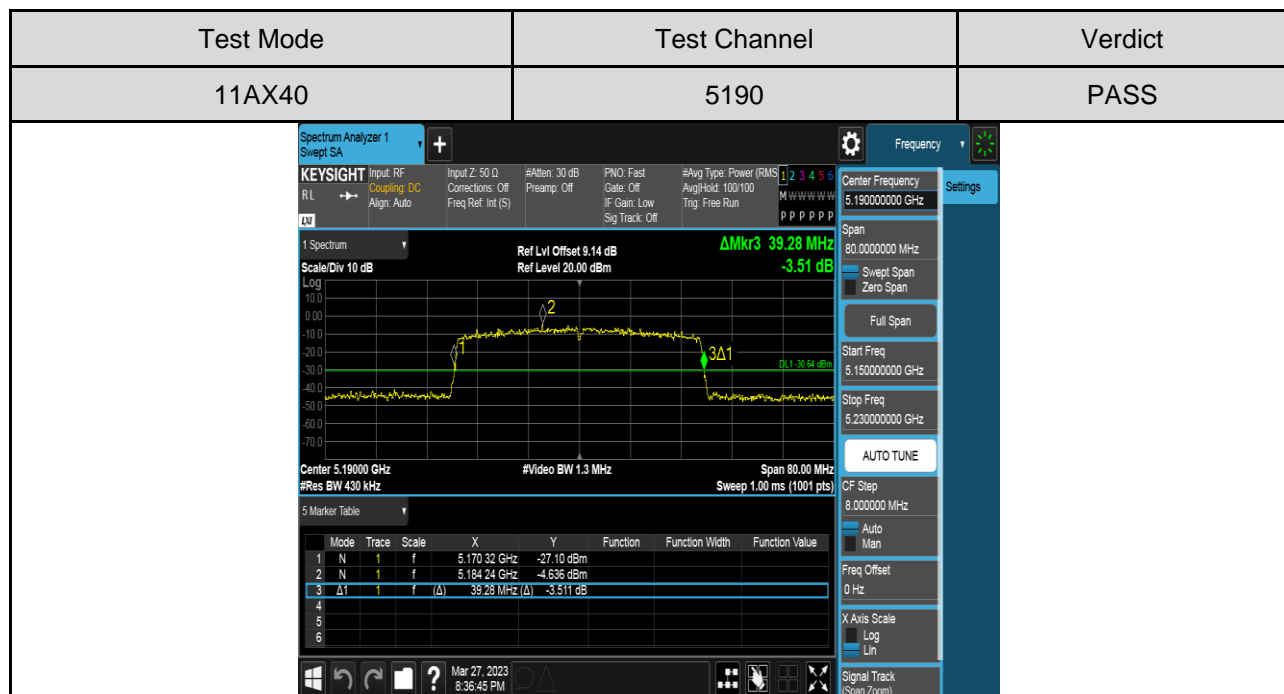 Test Mode Test Channel Verdict
11AX40 5190 PASS
Spectrum Analyzer 1
Swept SA
+
Frequency
KEYSIGHT Input: RF Input Z: 50 Ω #Atten: 30 dB PNO: Fast #Avg Type: Power (RMS 1 2 3 4 5 6
RL Coupling: DC Corrections: Off Preamp: Off Gate: Off Avg|Hold: 100/100 M W W W W W
Align: Auto Freq Ref: Int (S) IF Gain: Low Trig: Free Run
LXI Sig Track: Off P P P P P P
1 Spectrum Ref Lvl Offset 9.14 dB ΔMkr3 39.28 MHz
Scale/Div 10 dB Ref Level 20.00 dBm -3.51 dB
Log
10.0
0.00
-10.0
-20.0
-30.0
-40.0
-50.0
-60.0
-70.0
2
1
3Δ1
DL1 -30.64 dBm
Center 5.19000 GHz #Video BW 1.3 MHz Span 80.00 MHz
#Res BW 430 kHz Sweep 1.00 ms (1001 pts)
5 Marker Table
Mode Trace Scale X Y Function Function Width Function Value
1 N 1 f 5.170 32 GHz -27.10 dBm
2 N 1 f 5.184 24 GHz -4.636 dBm
3 Δ1 1 f (Δ) 39.28 MHz (Δ) -3.511 dB
4
5
6
? Mar 27, 2023
8:36:45 PM
Center Frequency
5.190000000 GHz
Settings
Span
80.0000000 MHz
Swept Span
Zero Span
Full Span
Start Freq
5.150000000 GHz
Stop Freq
5.230000000 GHz
AUTO TUNE
CF Step
8.000000 MHz
Auto
Man
Freq Offset
0 Hz
X Axis Scale
Log
Lin
Signal Track
(Span Zoom)